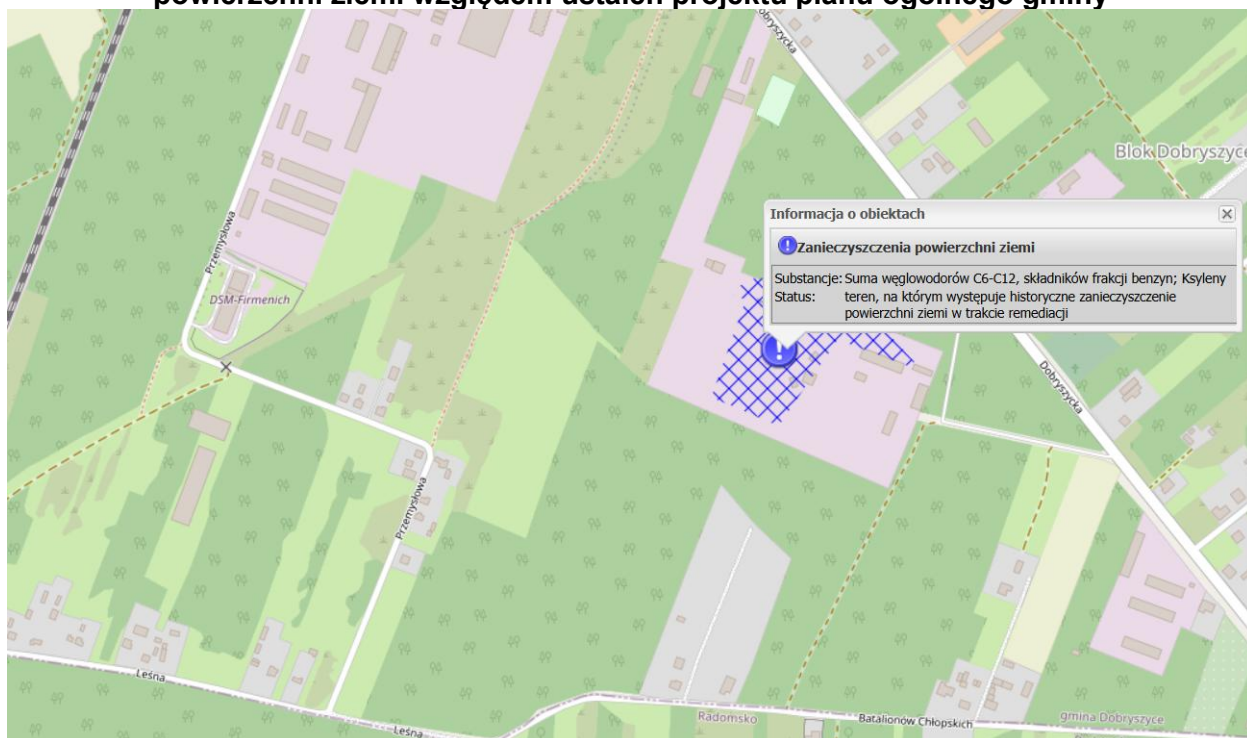 powierzchni ziemi względem ustaleń projektu planu ogólnego gminy
Dobryszycka
Blok Dobryszyce
Przemysłowa
Informacja o obiektach
Zanieczyszczenia powierzchni ziemi
Substancje: Suma węglowodorów C6-C12, składników frakcji benzyn; Ksyleny
Status: teren, na którym występuje historyczne zanieczyszczenie
powierzchni ziemi w trakcie remediacji
DSM-Firmenich
Dobryszycka
Przemysłowa
Leśna
Leśna
Radomsko
Batalionów Chłopskich
gmina Dobryszyce